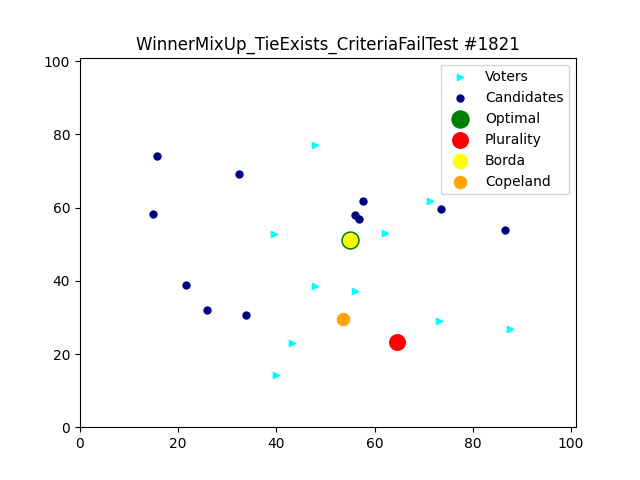 WinnerMixUp_TieExists_CriteriaFailTest #1821
100
80
60
40
20
0
0
20
40
60
80
100
Voters
Candidates
Optimal
Plurality
Borda
Copeland